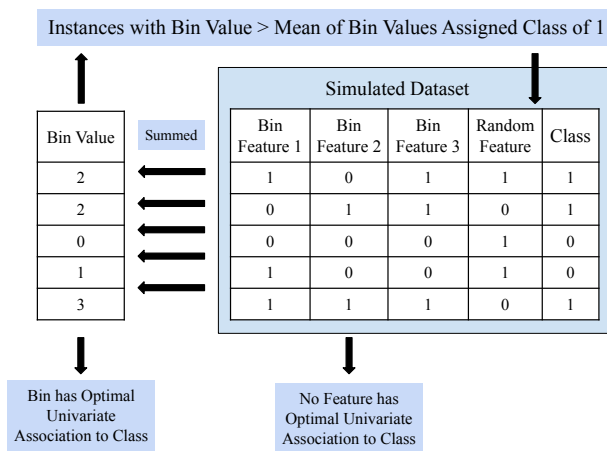 Instances with Bin Value > Mean of Bin Values Assigned Class of 1
Simulated Dataset
Bin Value
Summed
Bin Feature 1
Bin Feature 2
Bin Feature 3
Random Feature
Class
2
1 0 1 1 1
2
0 1 1 0 1
0
0 0 0 1 0
1
1 0 0 1 0
3
1 1 1 0 1
Bin has Optimal
Univariate
Association to Class
No Feature has
Optimal Univariate
Association to Class